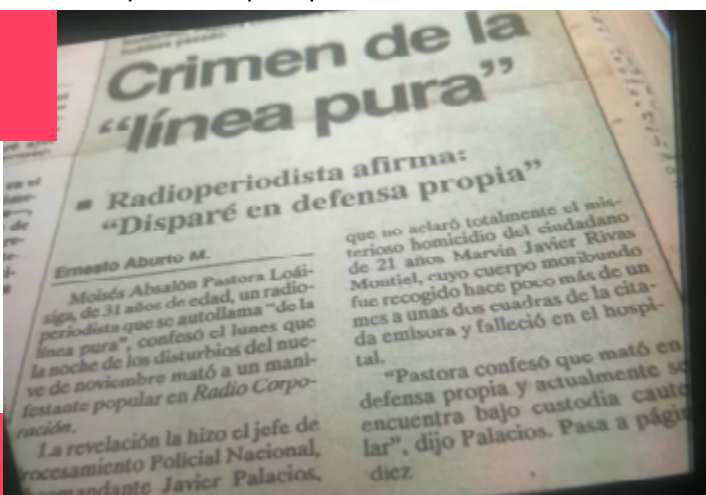 Crimen de la
“línea pura”
■ Radioperiodista afirma:
“Disparé en defensa propia”
Ernesto Aburto M.
Moisés Absalón Pastora Loái-
siga, de 31 años de edad, un radio-
periodista que se autollama “de la
línea pura”, confesó el lunes que
la noche de los disturbios del nue-
ve de noviembre mató a un mani-
festante popular en Radio Corpo-
ración.
La revelación la hizo el jefe de
Procesamiento Policial Nacional,
comandante Javier Palacios,
que no aclaró totalmente el mis-
terioso homicidio del ciudadano
de 21 años Marvin Javier Rivas
Montiel, cuyo cuerpo moribundo
fue recogido hace poco más de un
mes a unas dos cuadras de la cita-
da emisora y falleció en el hospi-
tal.
“Pastora confesó que mató en
defensa propia y actualmente se
encuentra bajo custodia caute
lar”, dijo Palacios. Pasa a págin
diez